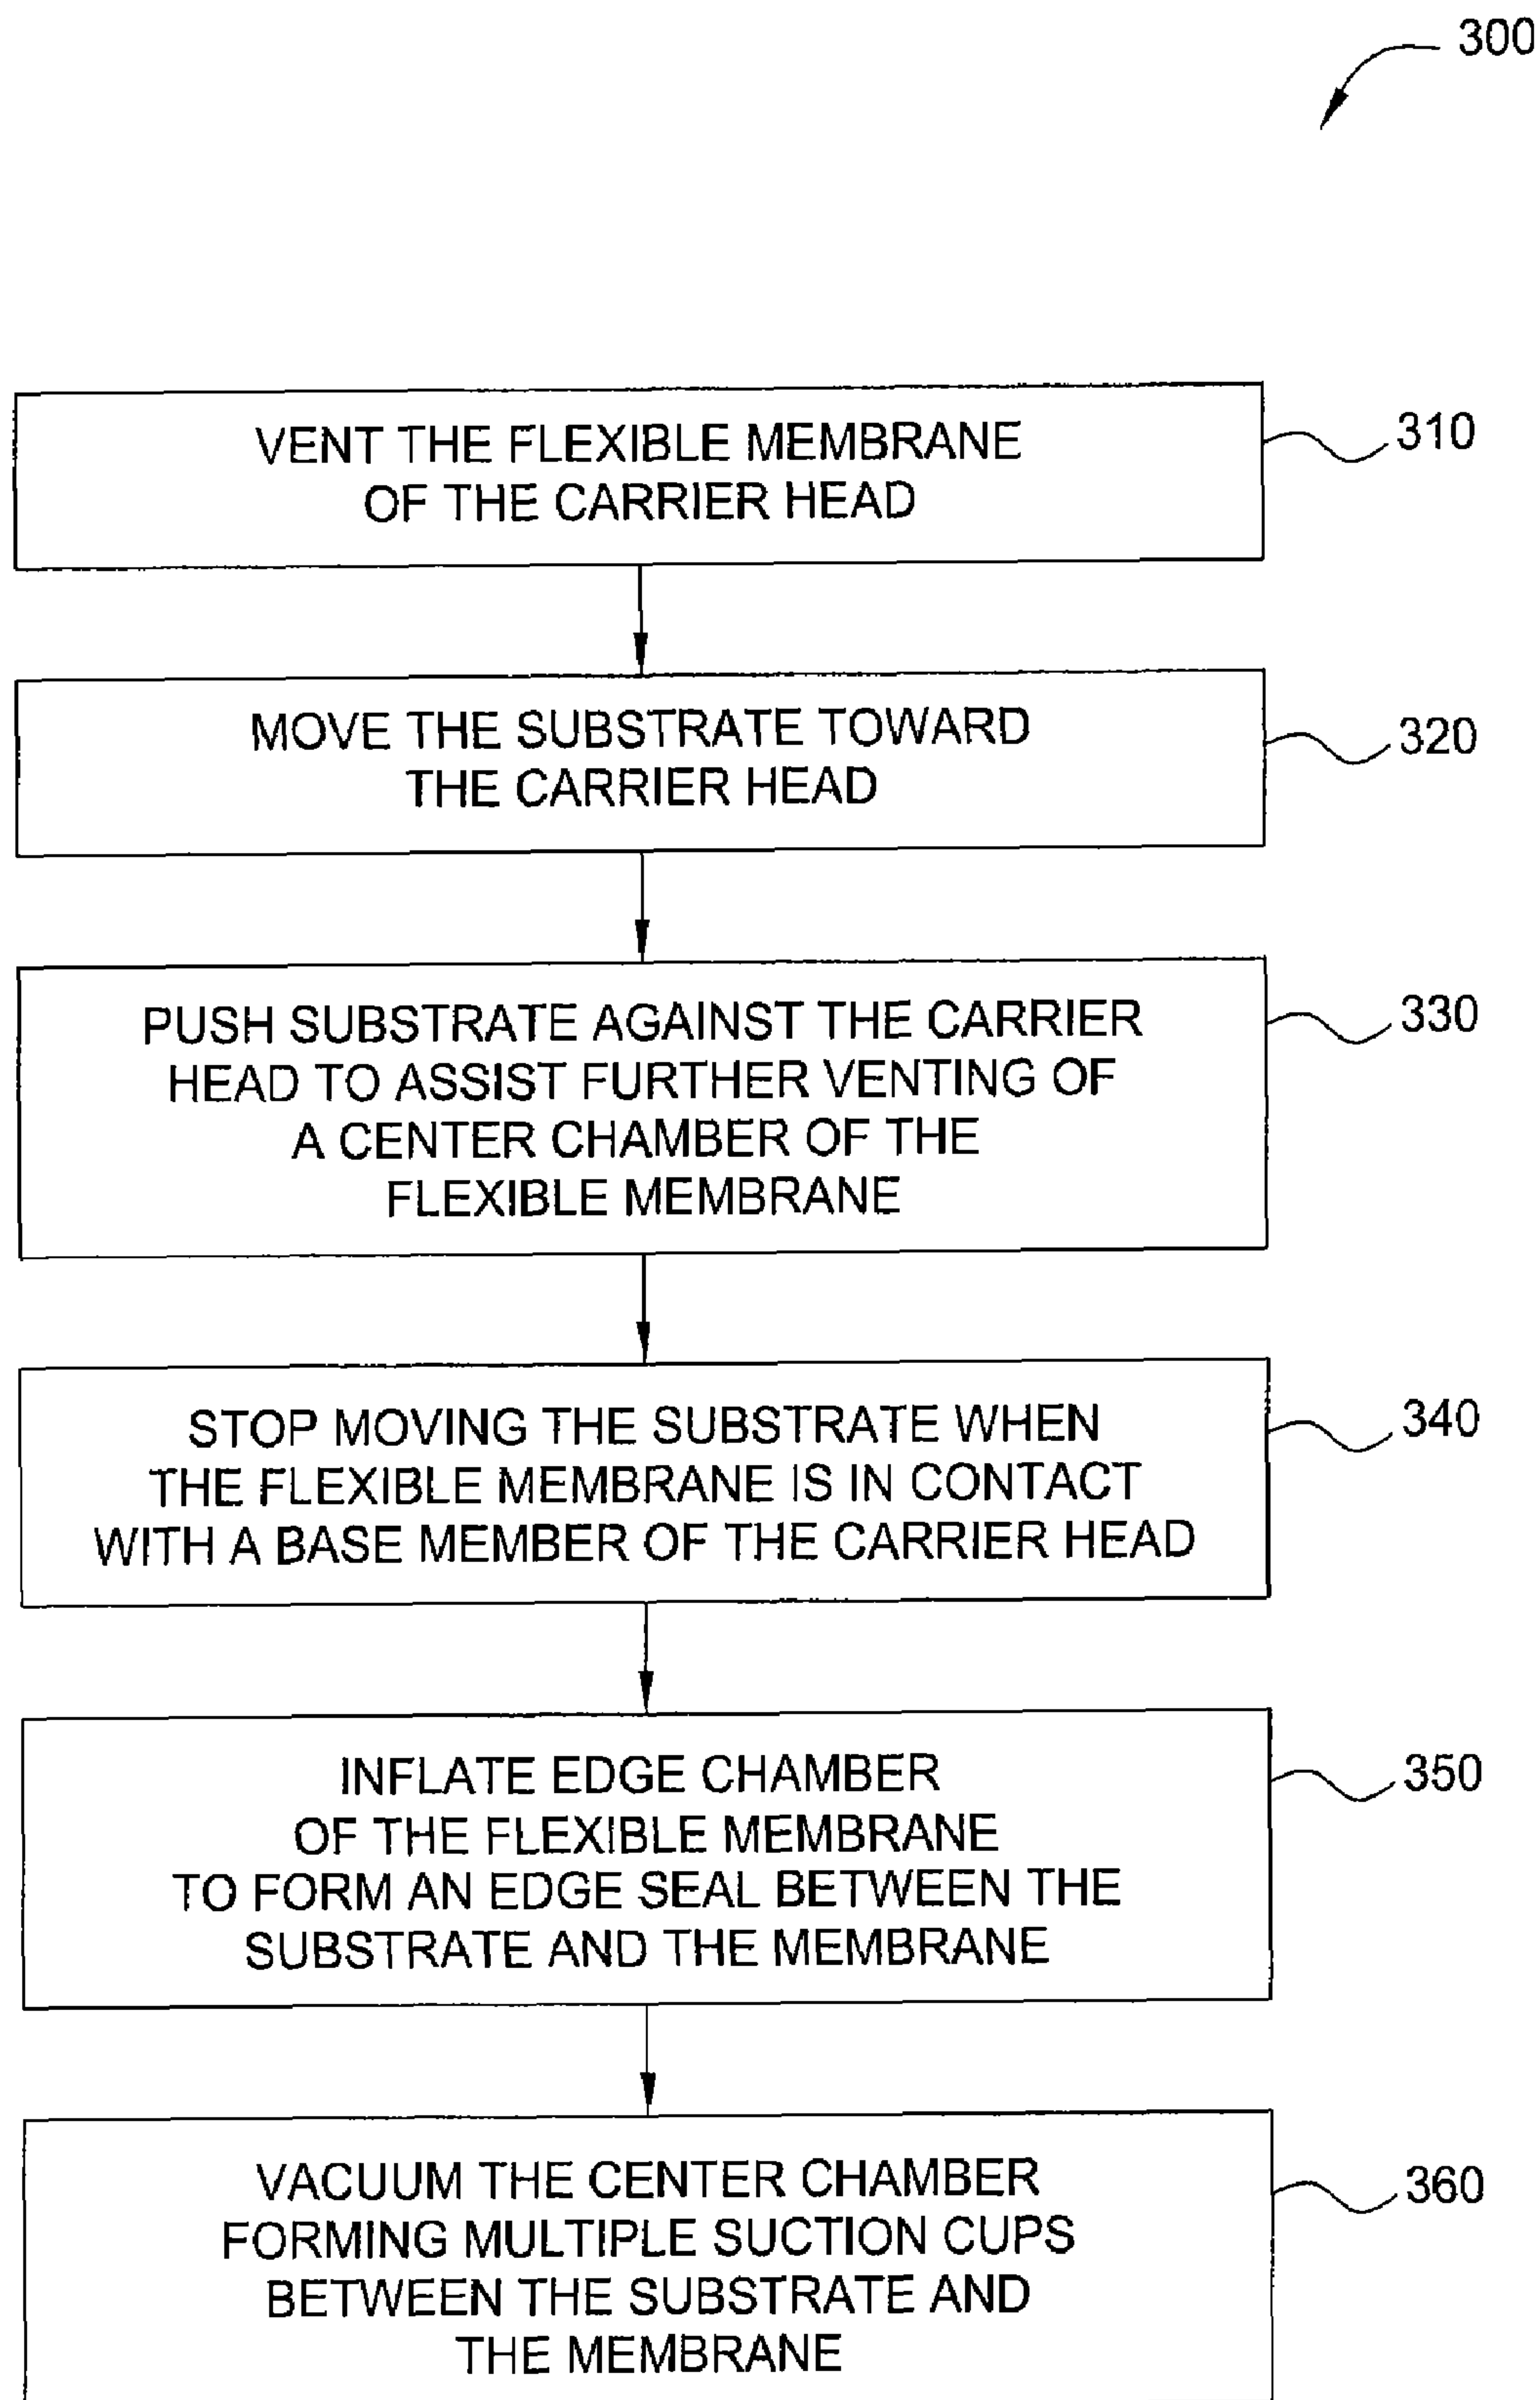 300
VENT THE FLEXIBLE MEMBRANE
OF THE CARRIER HEAD
310
MOVE THE SUBSTRATE TOWARD
THE CARRIER HEAD
320
PUSH SUBSTRATE AGAINST THE CARRIER
HEAD TO ASSIST FURTHER VENTING OF
A CENTER CHAMBER OF THE
FLEXIBLE MEMBRANE
330
STOP MOVING THE SUBSTRATE WHEN
THE FLEXIBLE MEMBRANE IS IN CONTACT
WITH A BASE MEMBER OF THE CARRIER HEAD
340
INFLATE EDGE CHAMBER
OF THE FLEXIBLE MEMBRANE
TO FORM AN EDGE SEAL BETWEEN THE
SUBSTRATE AND THE MEMBRANE
350
VACUUM THE CENTER CHAMBER
FORMING MULTIPLE SUCTION CUPS
BETWEEN THE SUBSTRATE AND
THE MEMBRANE
360